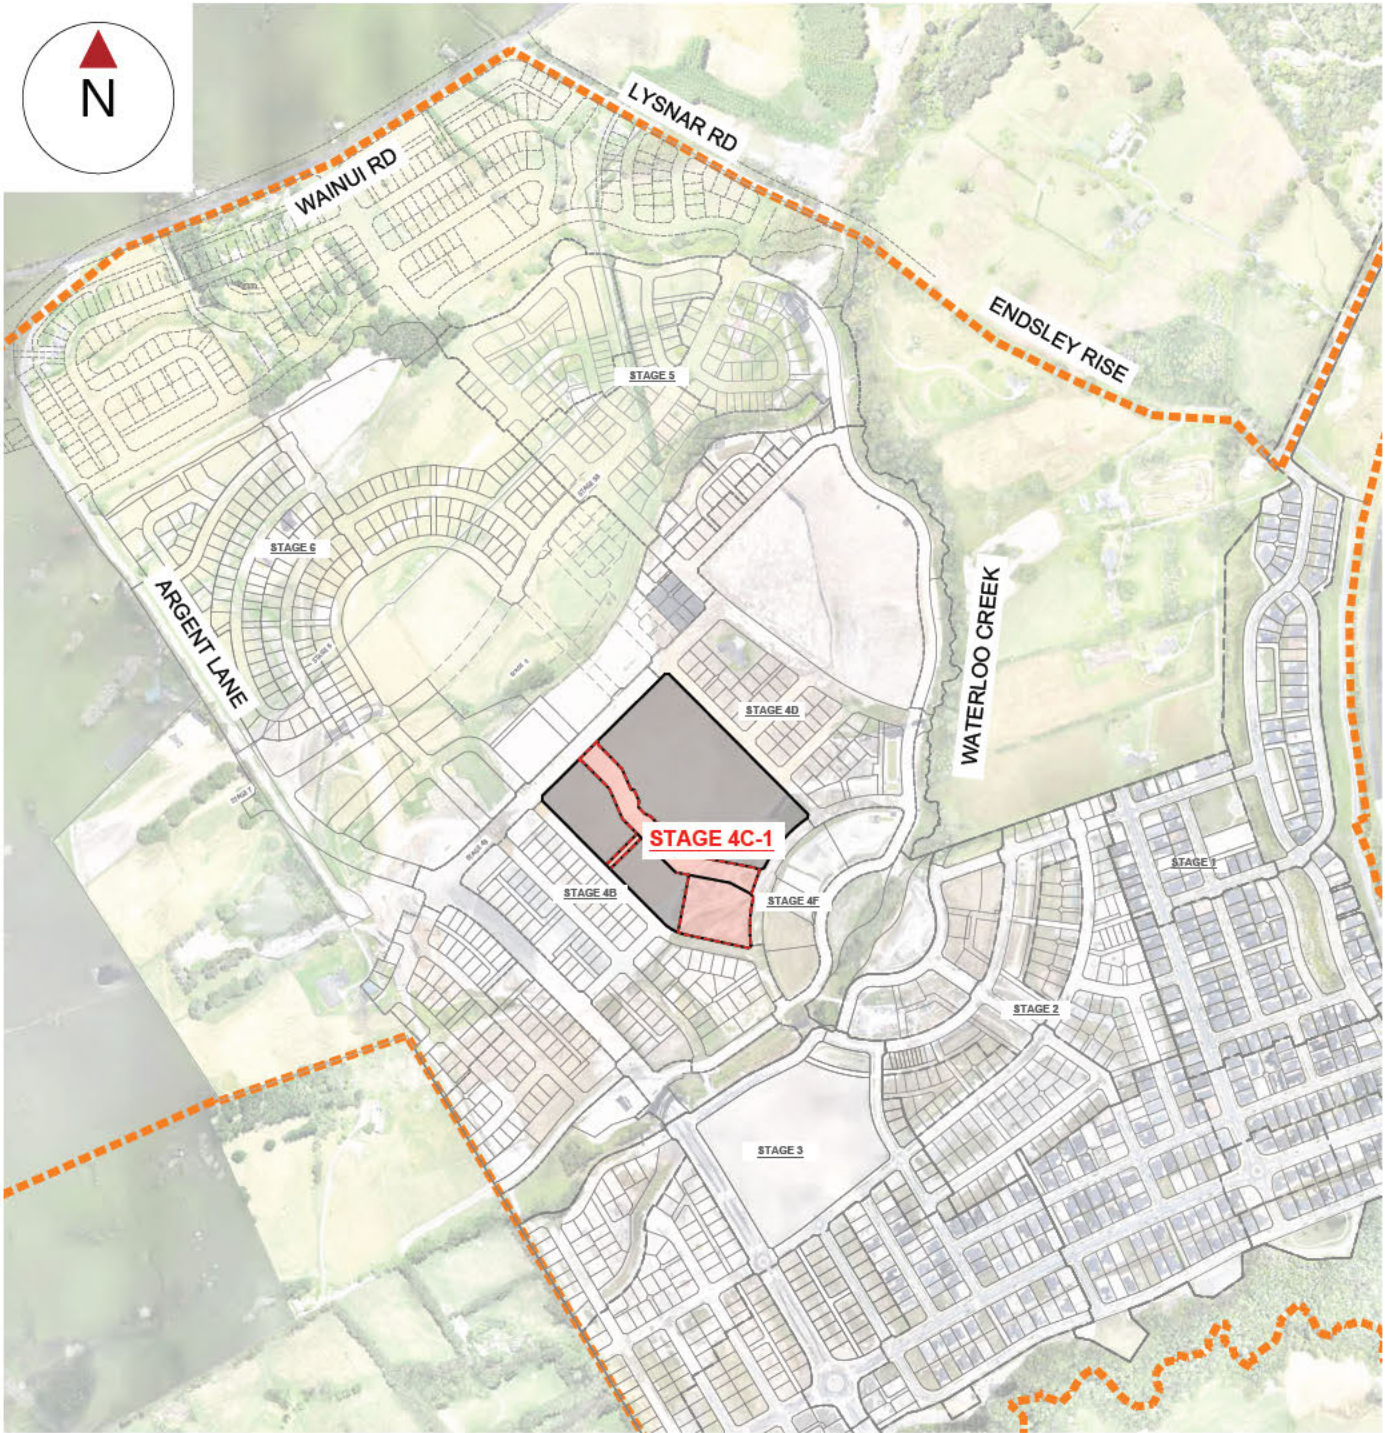 N
LYSNAR RD
WAINUI RD
ENDSLEY RISE
STAGE 5
STAGE 6
ARGENT LANE
WATERLOO CREEK
STAGE 4D
STAGE 4C-1
STAGE 1
STAGE 4B
STAGE 4F
STAGE 2
STAGE 3